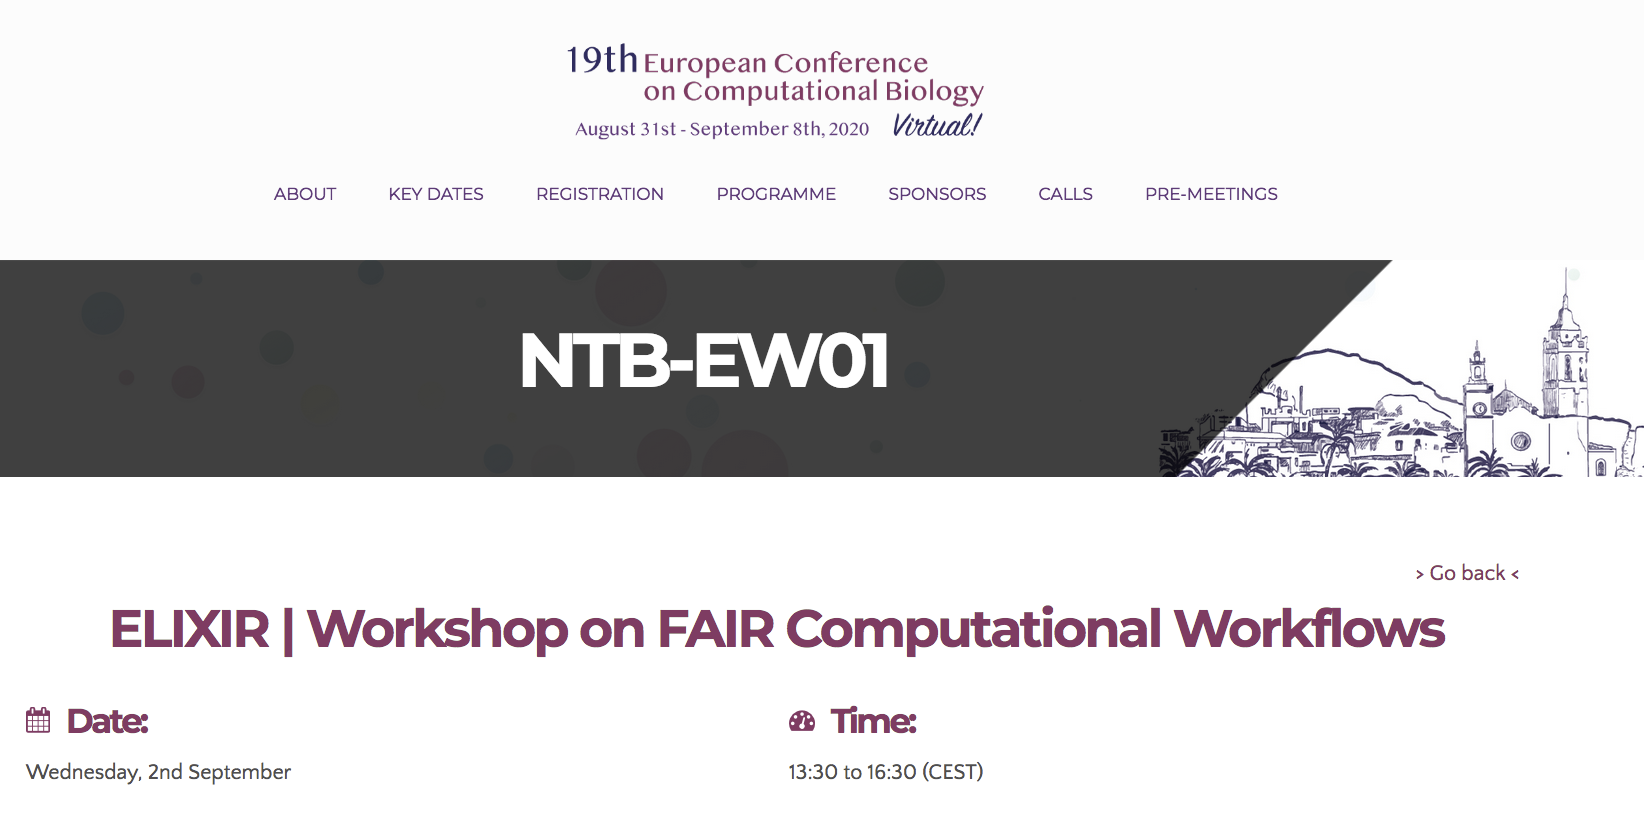 19th European Conference
on Computational Biology
August 31st - September 8th, 2020 Virtual!
ABOUT KEY DATES REGISTRATION PROGRAMME SPONSORS CALLS PRE-MEETINGS
NTB-EW01
> Go back <
ELIXIR | Workshop on FAIR Computational Workflows
Date: Time:
Wednesday, 2nd September 13:30 to 16:30 (CEST)